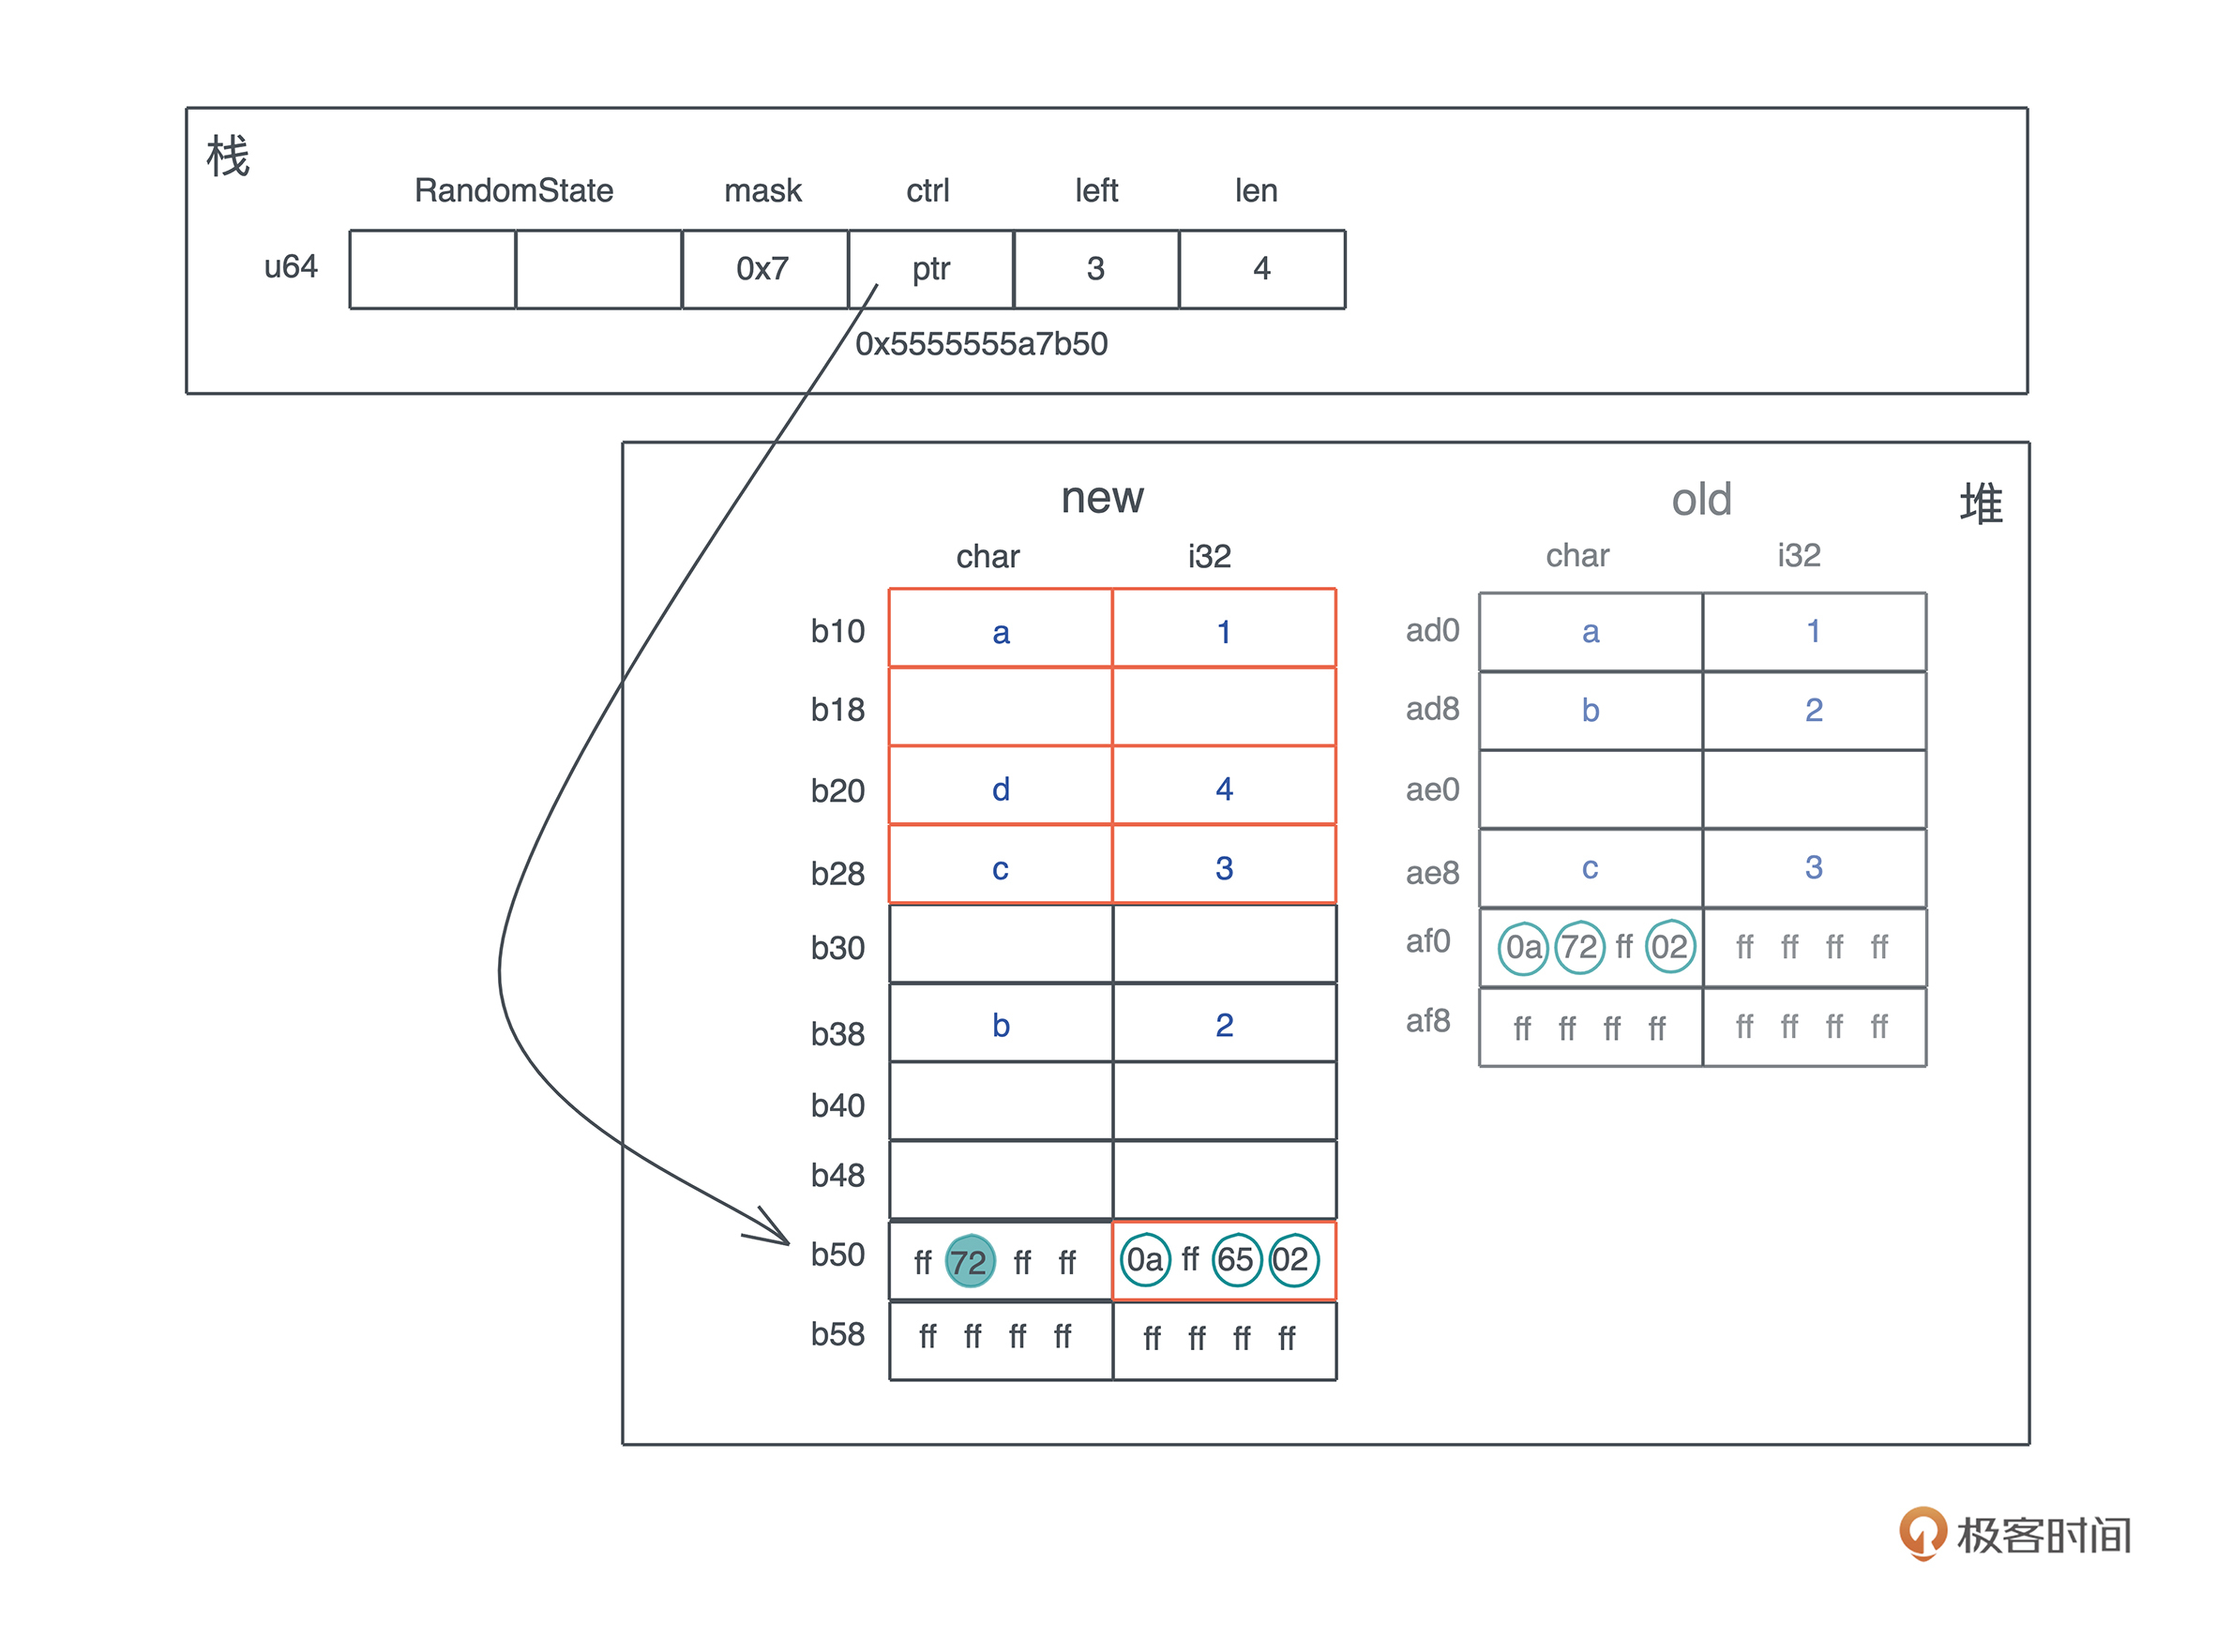 栈
RandomState mask ctrl left len
u64 0x7 ptr 3 4
0x5555555a7b50
new old 堆
char i32 char i32
b10 a 1 ad0 a 1
b18 ad8 b 2
b20 d 4 ae0
b28 c 3 ae8 c 3
b30 af0 0a 72 ff 02 ff ff ff ff
b38 b 2 af8 ff ff ff ff ff ff ff ff
b40
b48
b50 ff 72 ff ff 0a ff 65 02
b58 ff ff ff ff ff ff ff ff
极客时间